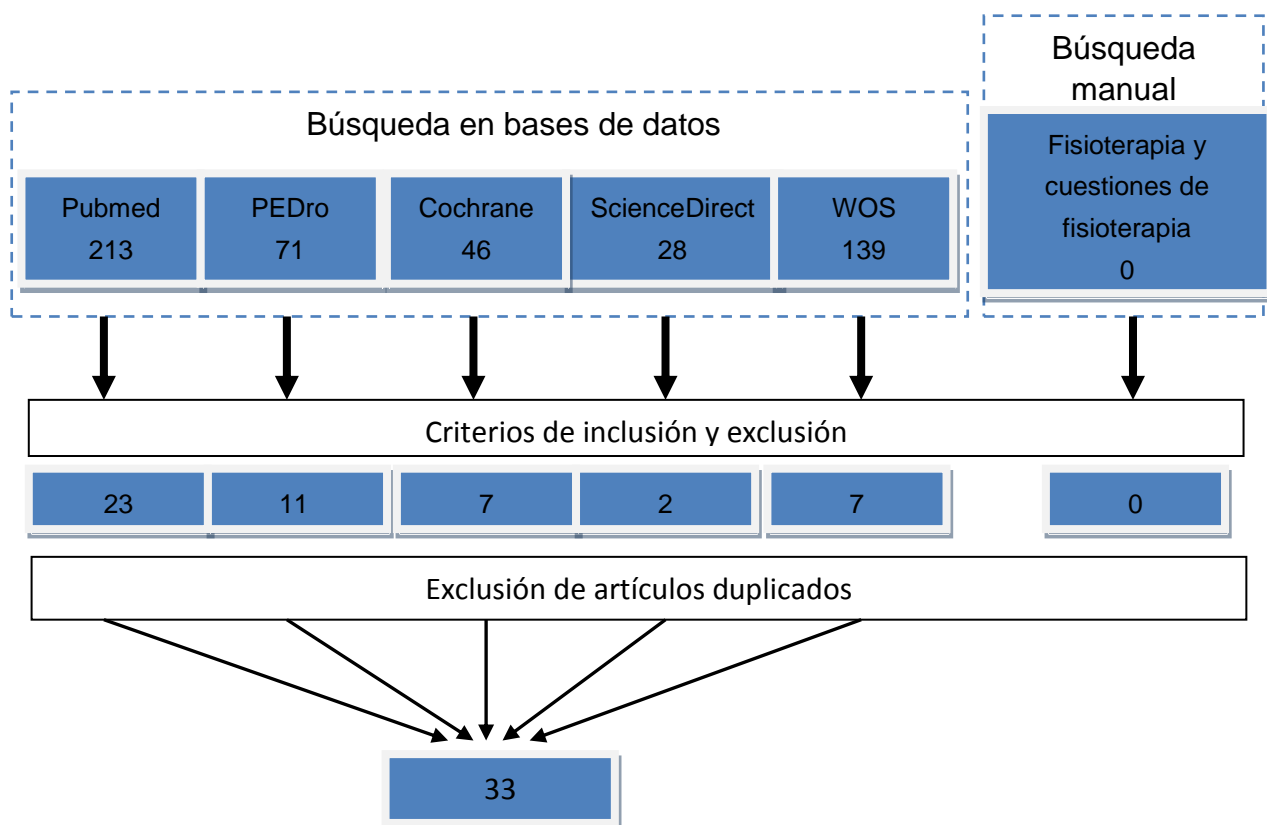 Búsqueda
manual
Búsqueda en bases de datos
Fisioterapia y
cuestiones de
fisioterapia
0
Pubmed
213
PEDro
71
Cochrane
46
ScienceDirect
28
WOS
139
Criterios de inclusión y exclusión
23
11
7
2
7
0
Exclusión de artículos duplicados
33